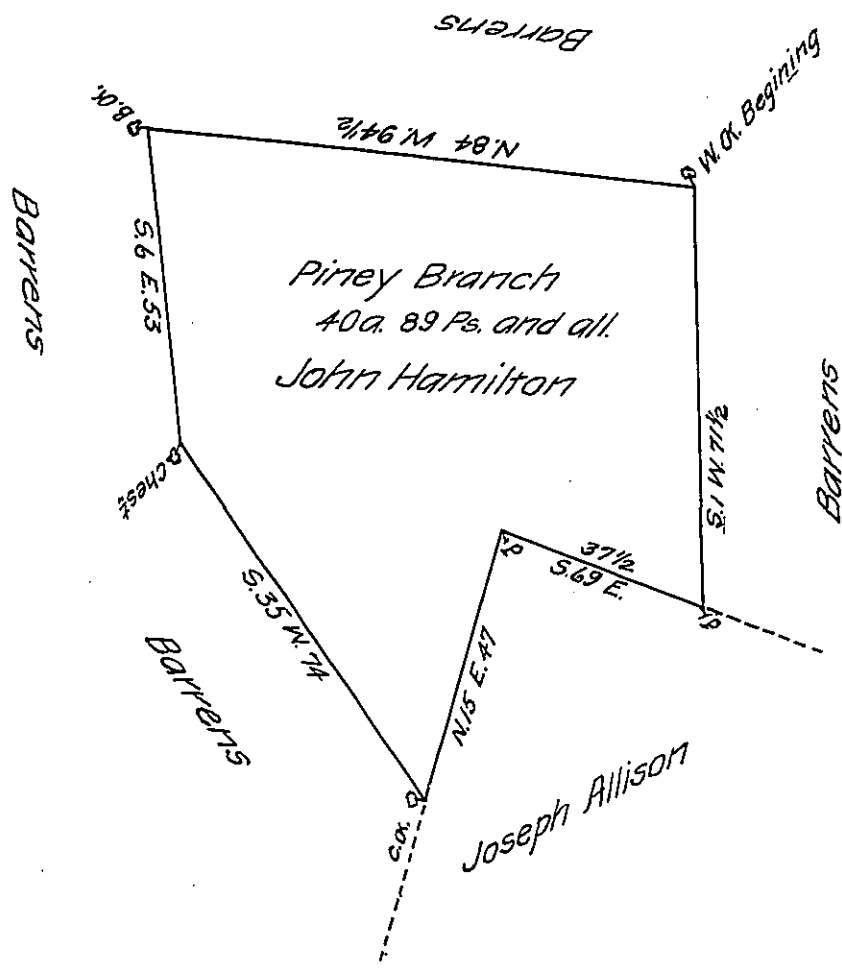 Barrens
W. O. Begining
B.O.
N. 84 W. 94½
Barrens
S. 6 E. 53
Piney Branch
40a. 89 Ps. and all.
John Hamilton
Barrens
S. 1 W. 71½
Chest.
37½
S. 69 E.
P
P
S. 35 W. 74
N. 15 E. 47
Barrens
Joseph Allison
C.O.